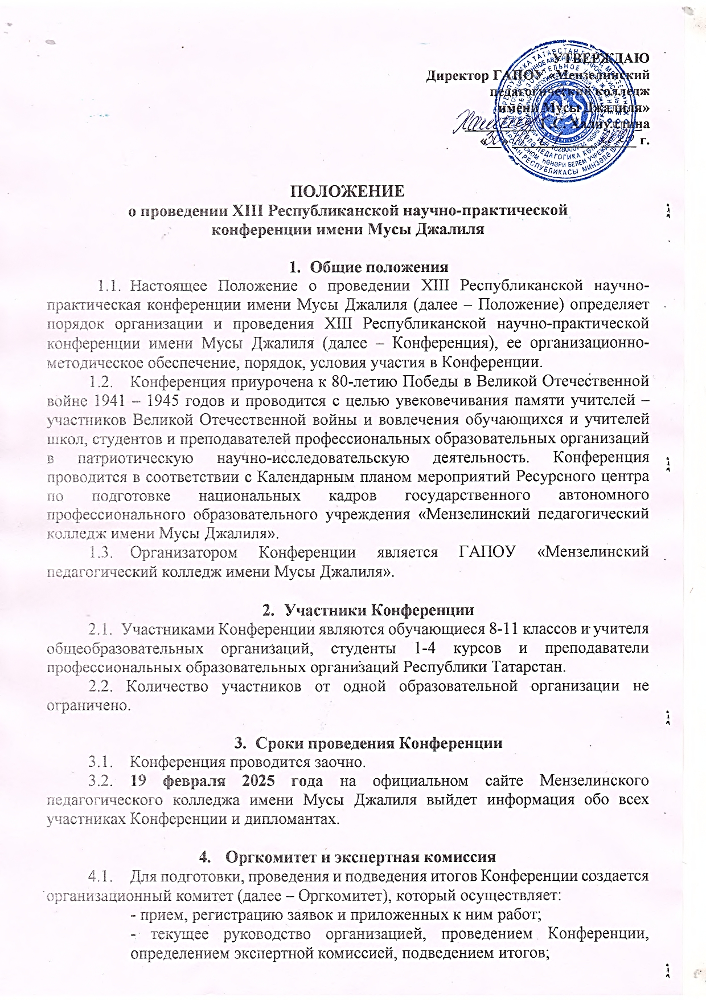 УТВЕРЖДАЮ
Директор ГАПОУ «Мензелинский
педагогический колледж
имени Мусы Джалиля»
Г.С. Халиуллина
«30» г.
ПОЛОЖЕНИЕ
о проведении XIII Республиканской научно-практической
конференции имени Мусы Джалиля
1. Общие положения
1.1. Настоящее Положение о проведении XIII Республиканской научно-
практическая конференции имени Мусы Джалиля (далее – Положение) определяет
порядок организации и проведения XIII Республиканской научно-практической
конференции имени Мусы Джалиля (далее – Конференция), ее организационно-
методическое обеспечение, порядок, условия участия в Конференции.
1.2. Конференция приурочена к 80-летию Победы в Великой Отечественной
войне 1941 – 1945 годов и проводится с целью увековечивания памяти учителей –
участников Великой Отечественной войны и вовлечения обучающихся и учителей
школ, студентов и преподавателей профессиональных образовательных организаций
в патриотическую научно-исследовательскую деятельность. Конференция
проводится в соответствии с Календарным планом мероприятий Ресурсного центра
по подготовке национальных кадров государственного автономного
профессионального образовательного учреждения «Мензелинский педагогический
колледж имени Мусы Джалиля».
1.3. Организатором Конференции является ГАПОУ «Мензелинский
педагогический колледж имени Мусы Джалиля».
2. Участники Конференции
2.1. Участниками Конференции являются обучающиеся 8-11 классов и учителя
общеобразовательных организаций, студенты 1-4 курсов и преподаватели
профессиональных образовательных организаций Республики Татарстан.
2.2. Количество участников от одной образовательной организации не
ограничено.
3. Сроки проведения Конференции
3.1. Конференция проводится заочно.
3.2. 19 февраля 2025 года на официальном сайте Мензелинского
педагогического колледжа имени Мусы Джалиля выйдет информация обо всех
участниках Конференции и дипломантах.
4. Оргкомитет и экспертная комиссия
4.1. Для подготовки, проведения и подведения итогов Конференции создается
организационный комитет (далее – Оргкомитет), который осуществляет:
- прием, регистрацию заявок и приложенных к ним работ;
- текущее руководство организацией, проведением Конференции,
определением экспертной комиссией, подведением итогов;